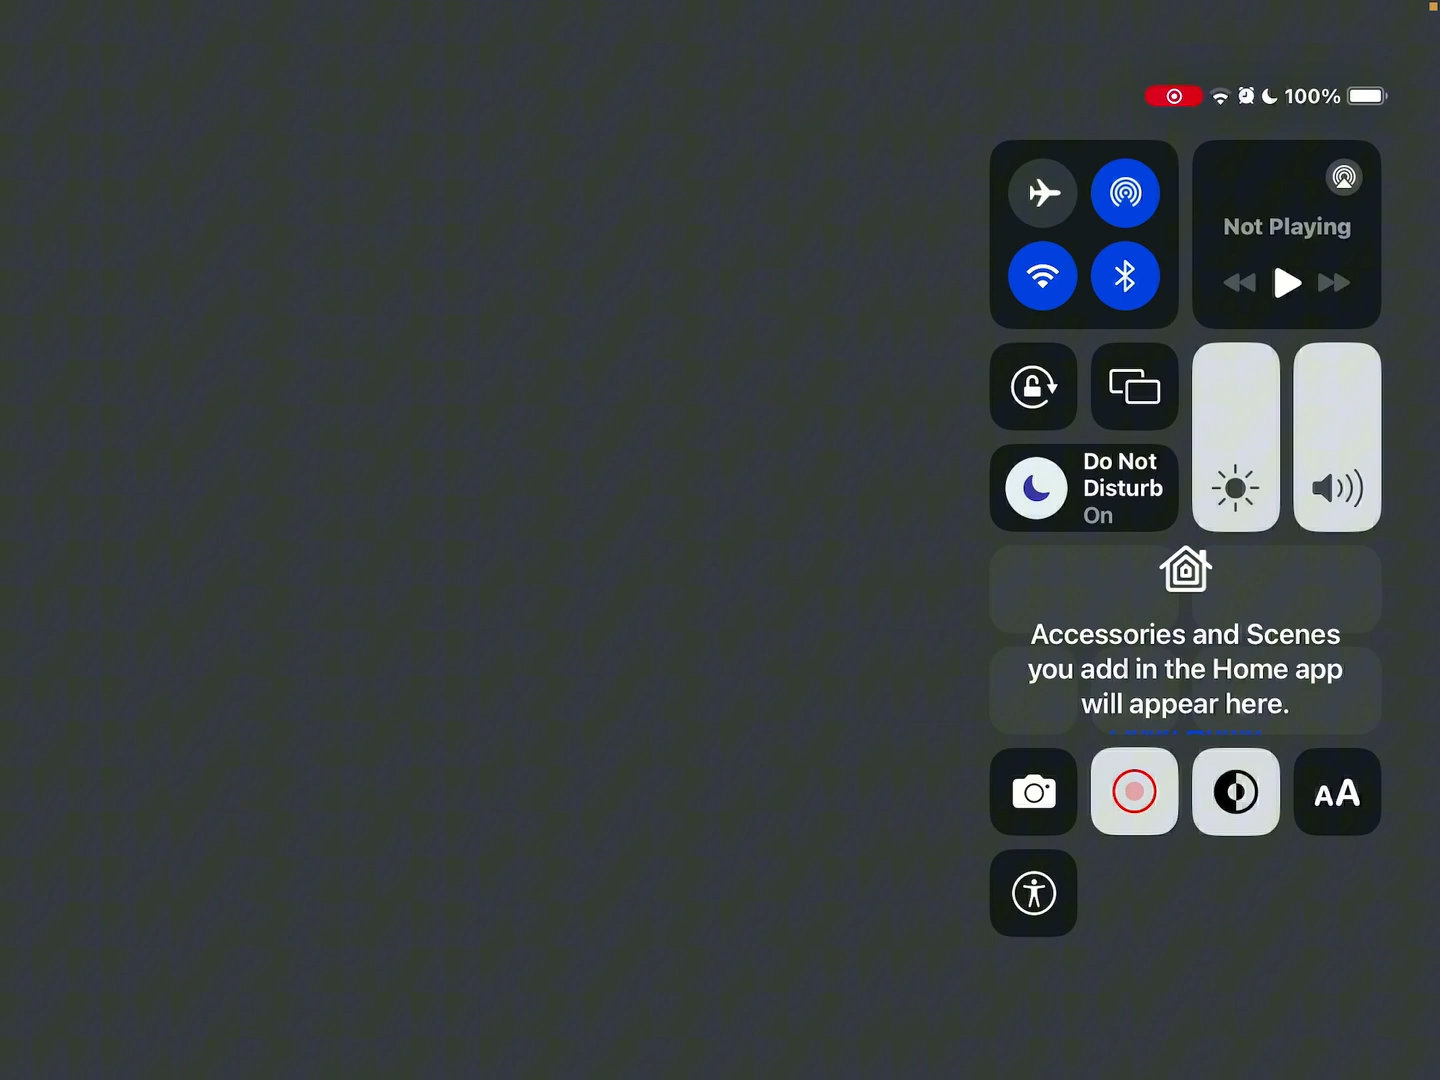 100%
Not Playing
Do Not
Disturb
On
Accessories and Scenes
you add in the Home app
will appear here.
AA